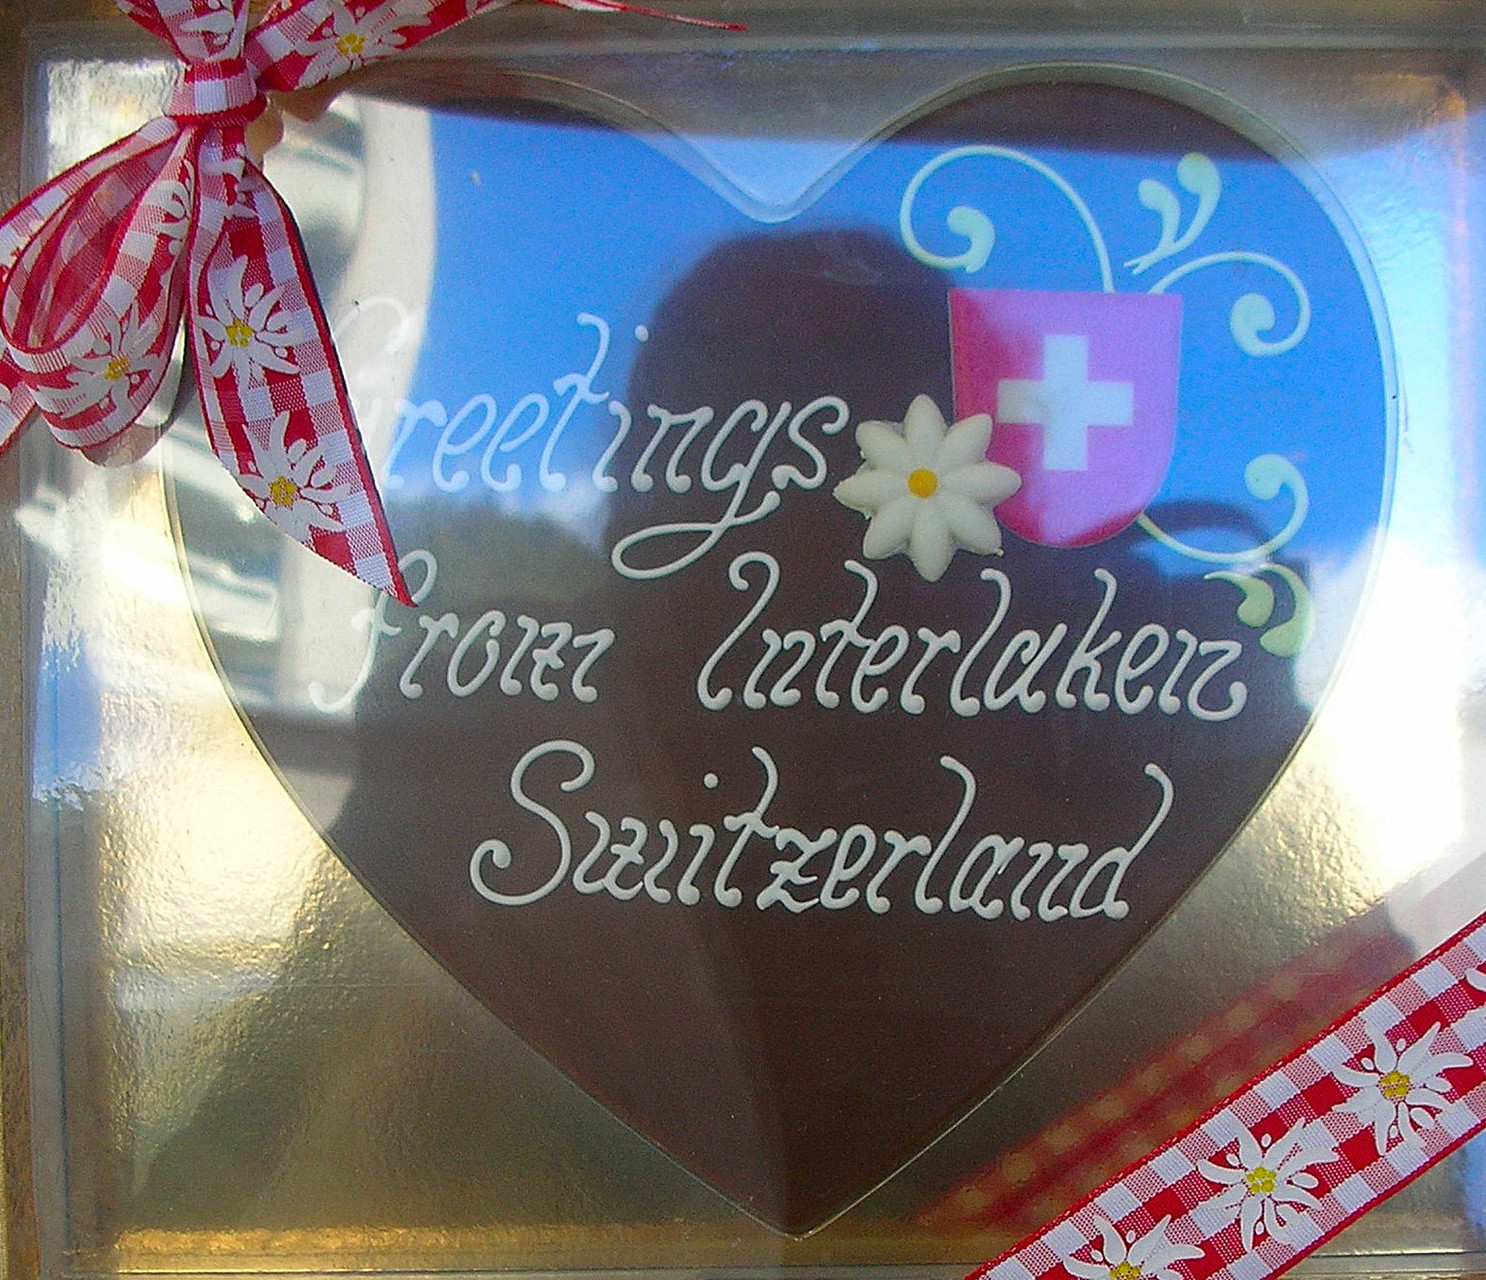 Greetings
from Interlaken
Switzerland